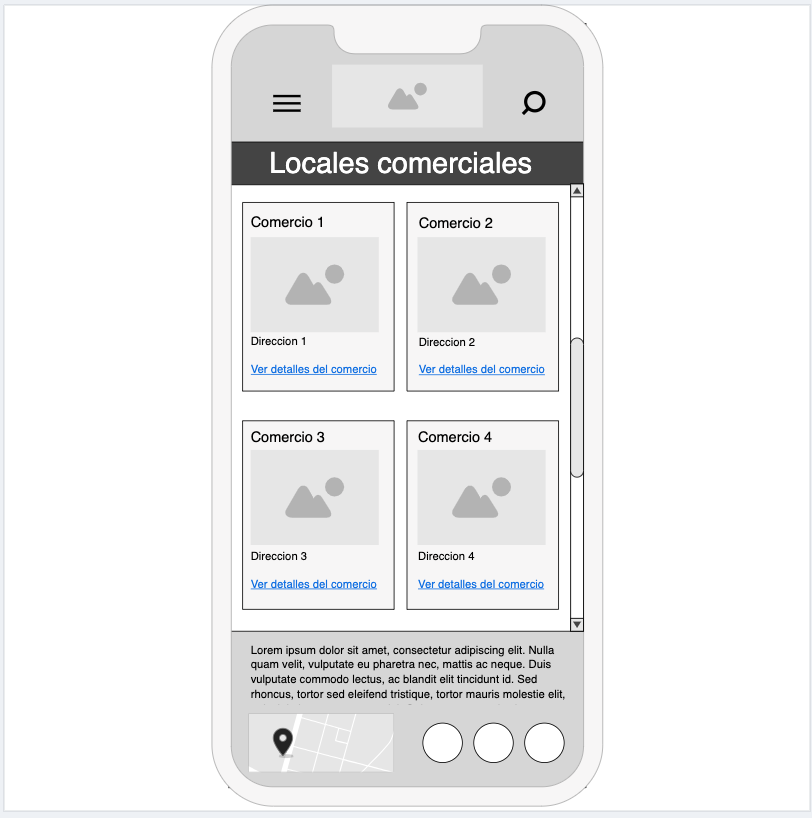 Locales comerciales
Comercio 1
Direccion 1
Ver detalles del comercio
Comercio 2
Direccion 2
Ver detalles del comercio
Comercio 3
Direccion 3
Ver detalles del comercio
Comercio 4
Direccion 4
Ver detalles del comercio
Lorem ipsum dolor sit amet, consectetur adipiscing elit. Nulla
quam velit, vulputate eu pharetra nec, mattis ac neque. Duis
vulputate commodo lectus, ac blandit elit tincidunt id. Sed
rhoncus, tortor sed eleifend tristique, tortor mauris molestie elit,